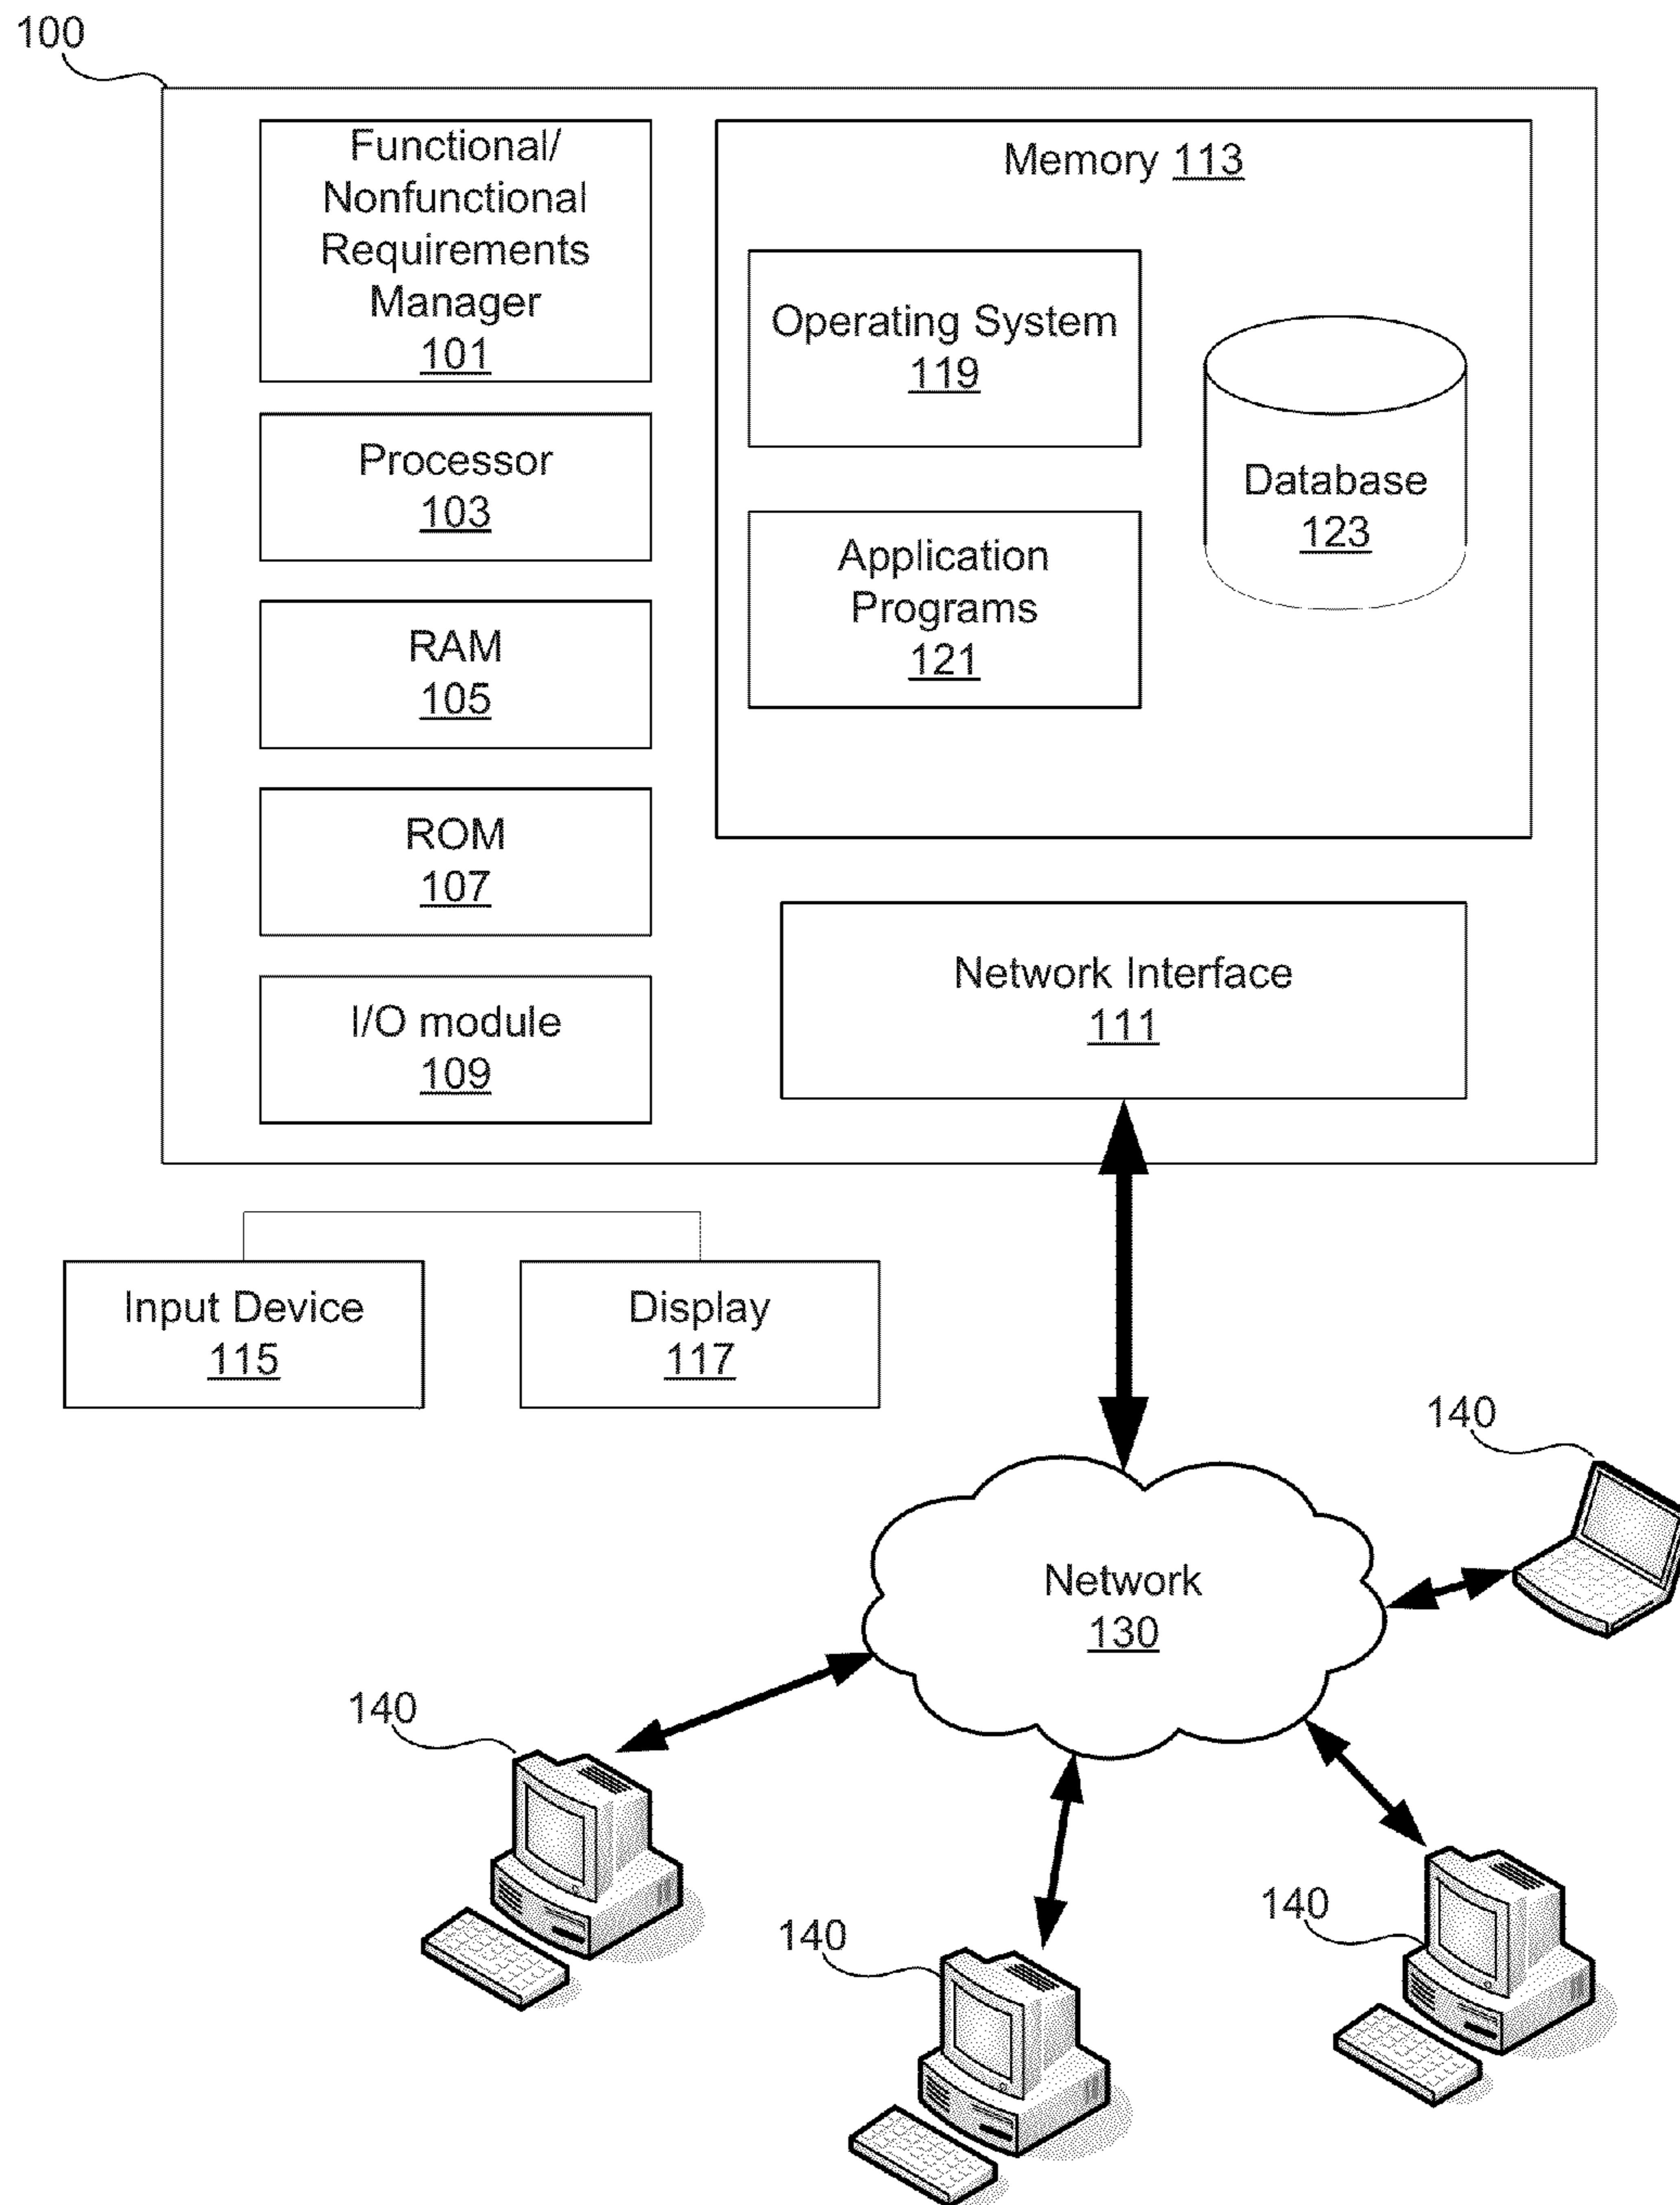 100
Functional/
Nonfunctional
Requirements
Manager
101
Processor
103
RAM
105
ROM
107
I/O module
109
Memory 113
Operating System
119
Application
Programs
121
Database
123
Network Interface
111
Input Device
115
Display
117
Network
130
140
140
140
140